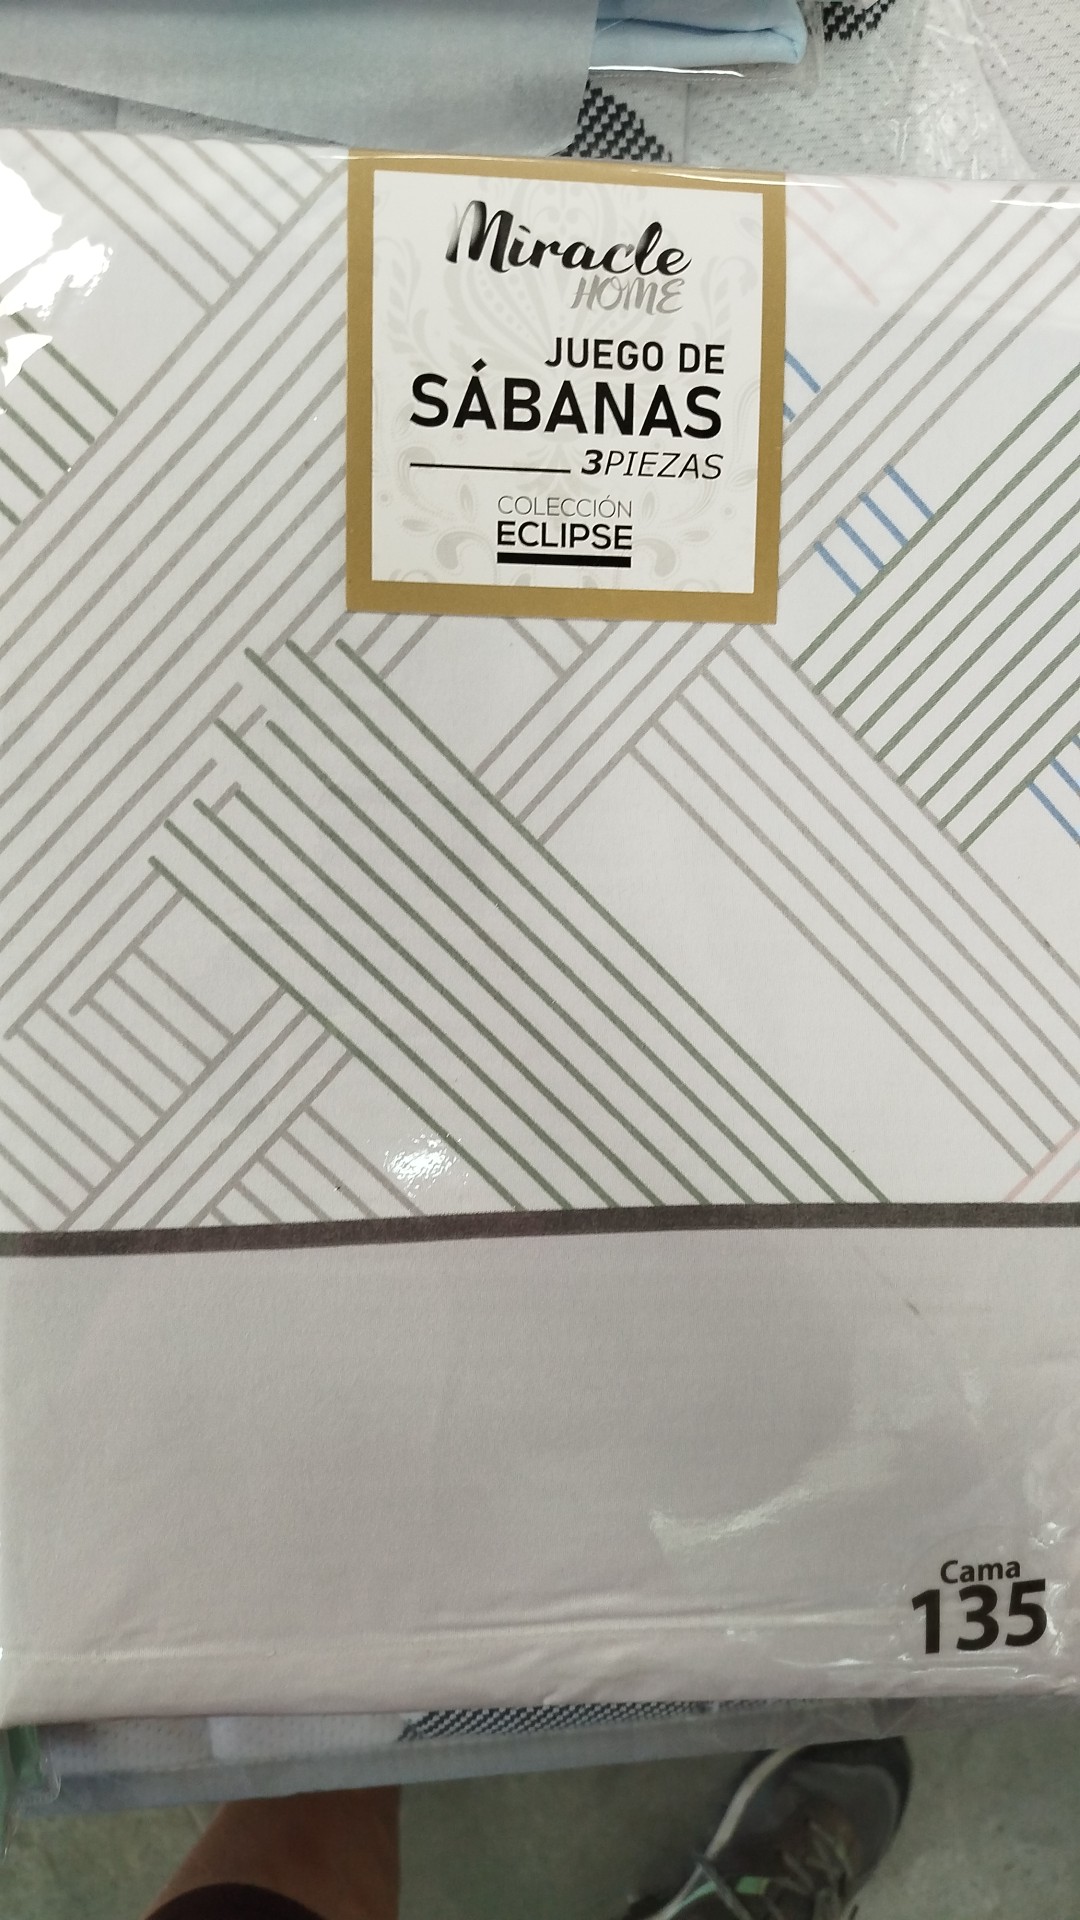 Miracle
HOME
JUEGO DE
SÁBANAS
3PIEZAS
COLECCIÓN
ECLIPSE
Cama
135